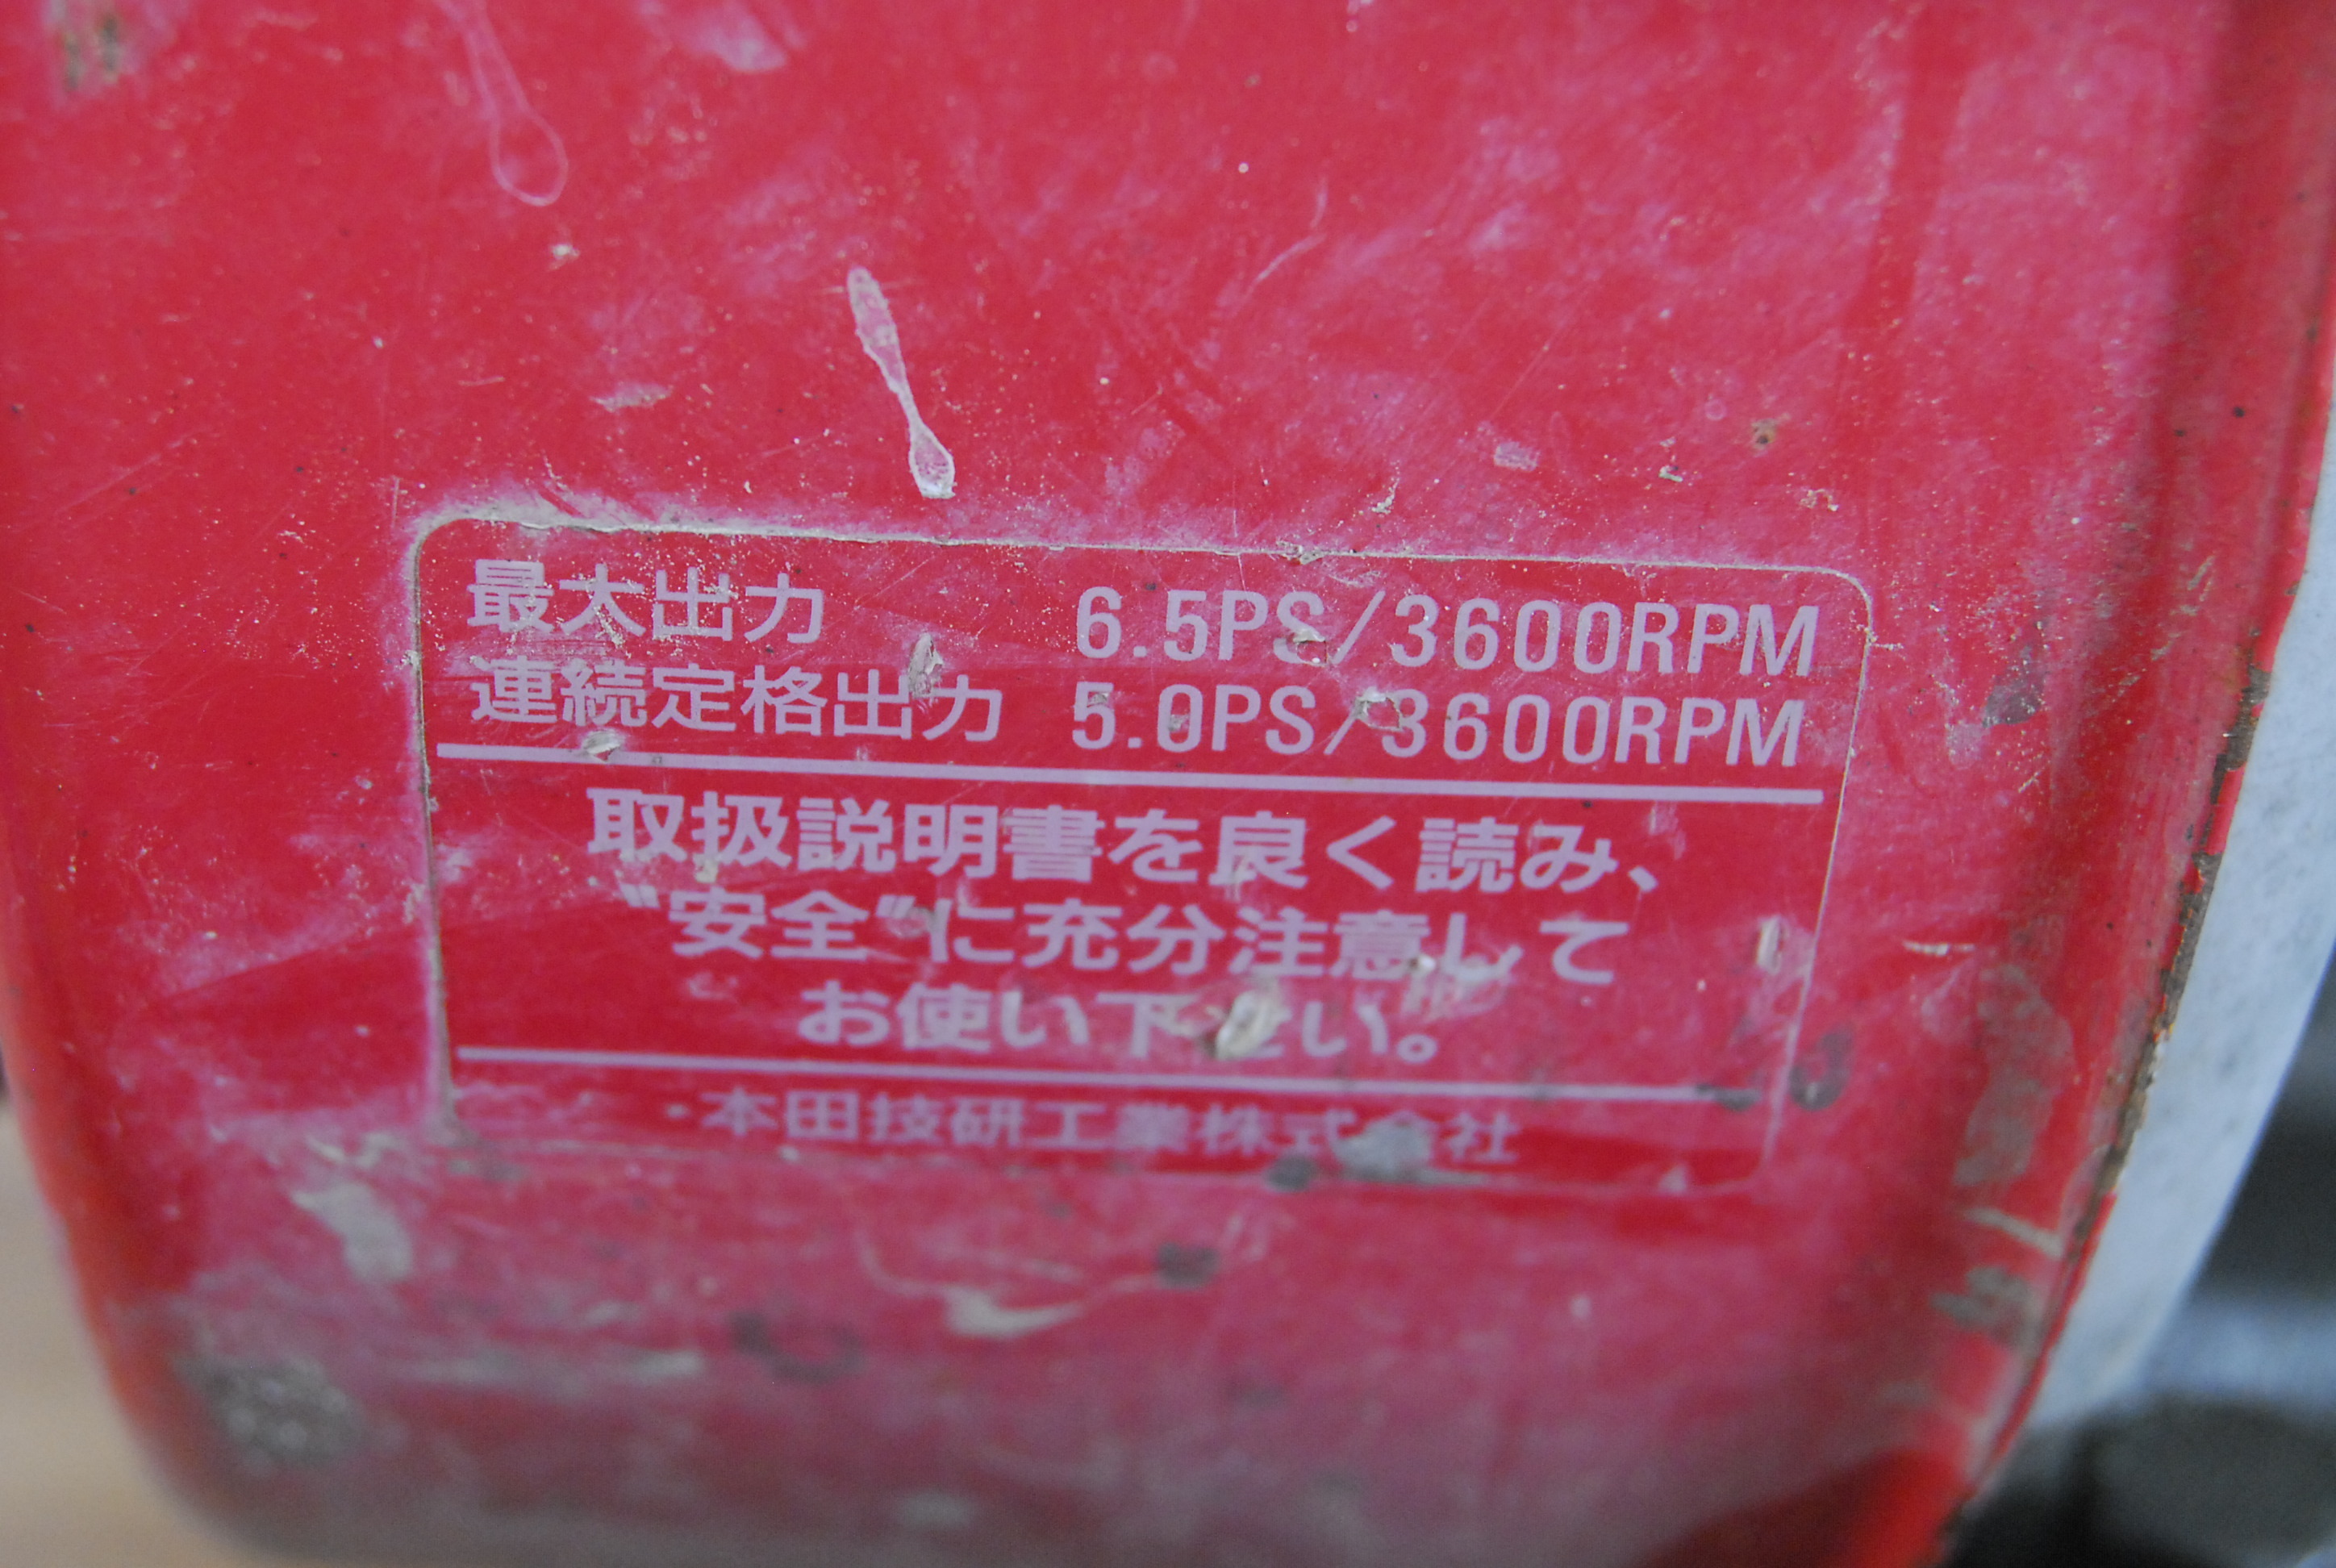 最大出力 6.5PS/3600RPM
連続定格出力 5.0PS/3600RPM
取扱説明書を良く読み、
"安全"に充分注意して
お使い下さい。
本田技研工業株式会社